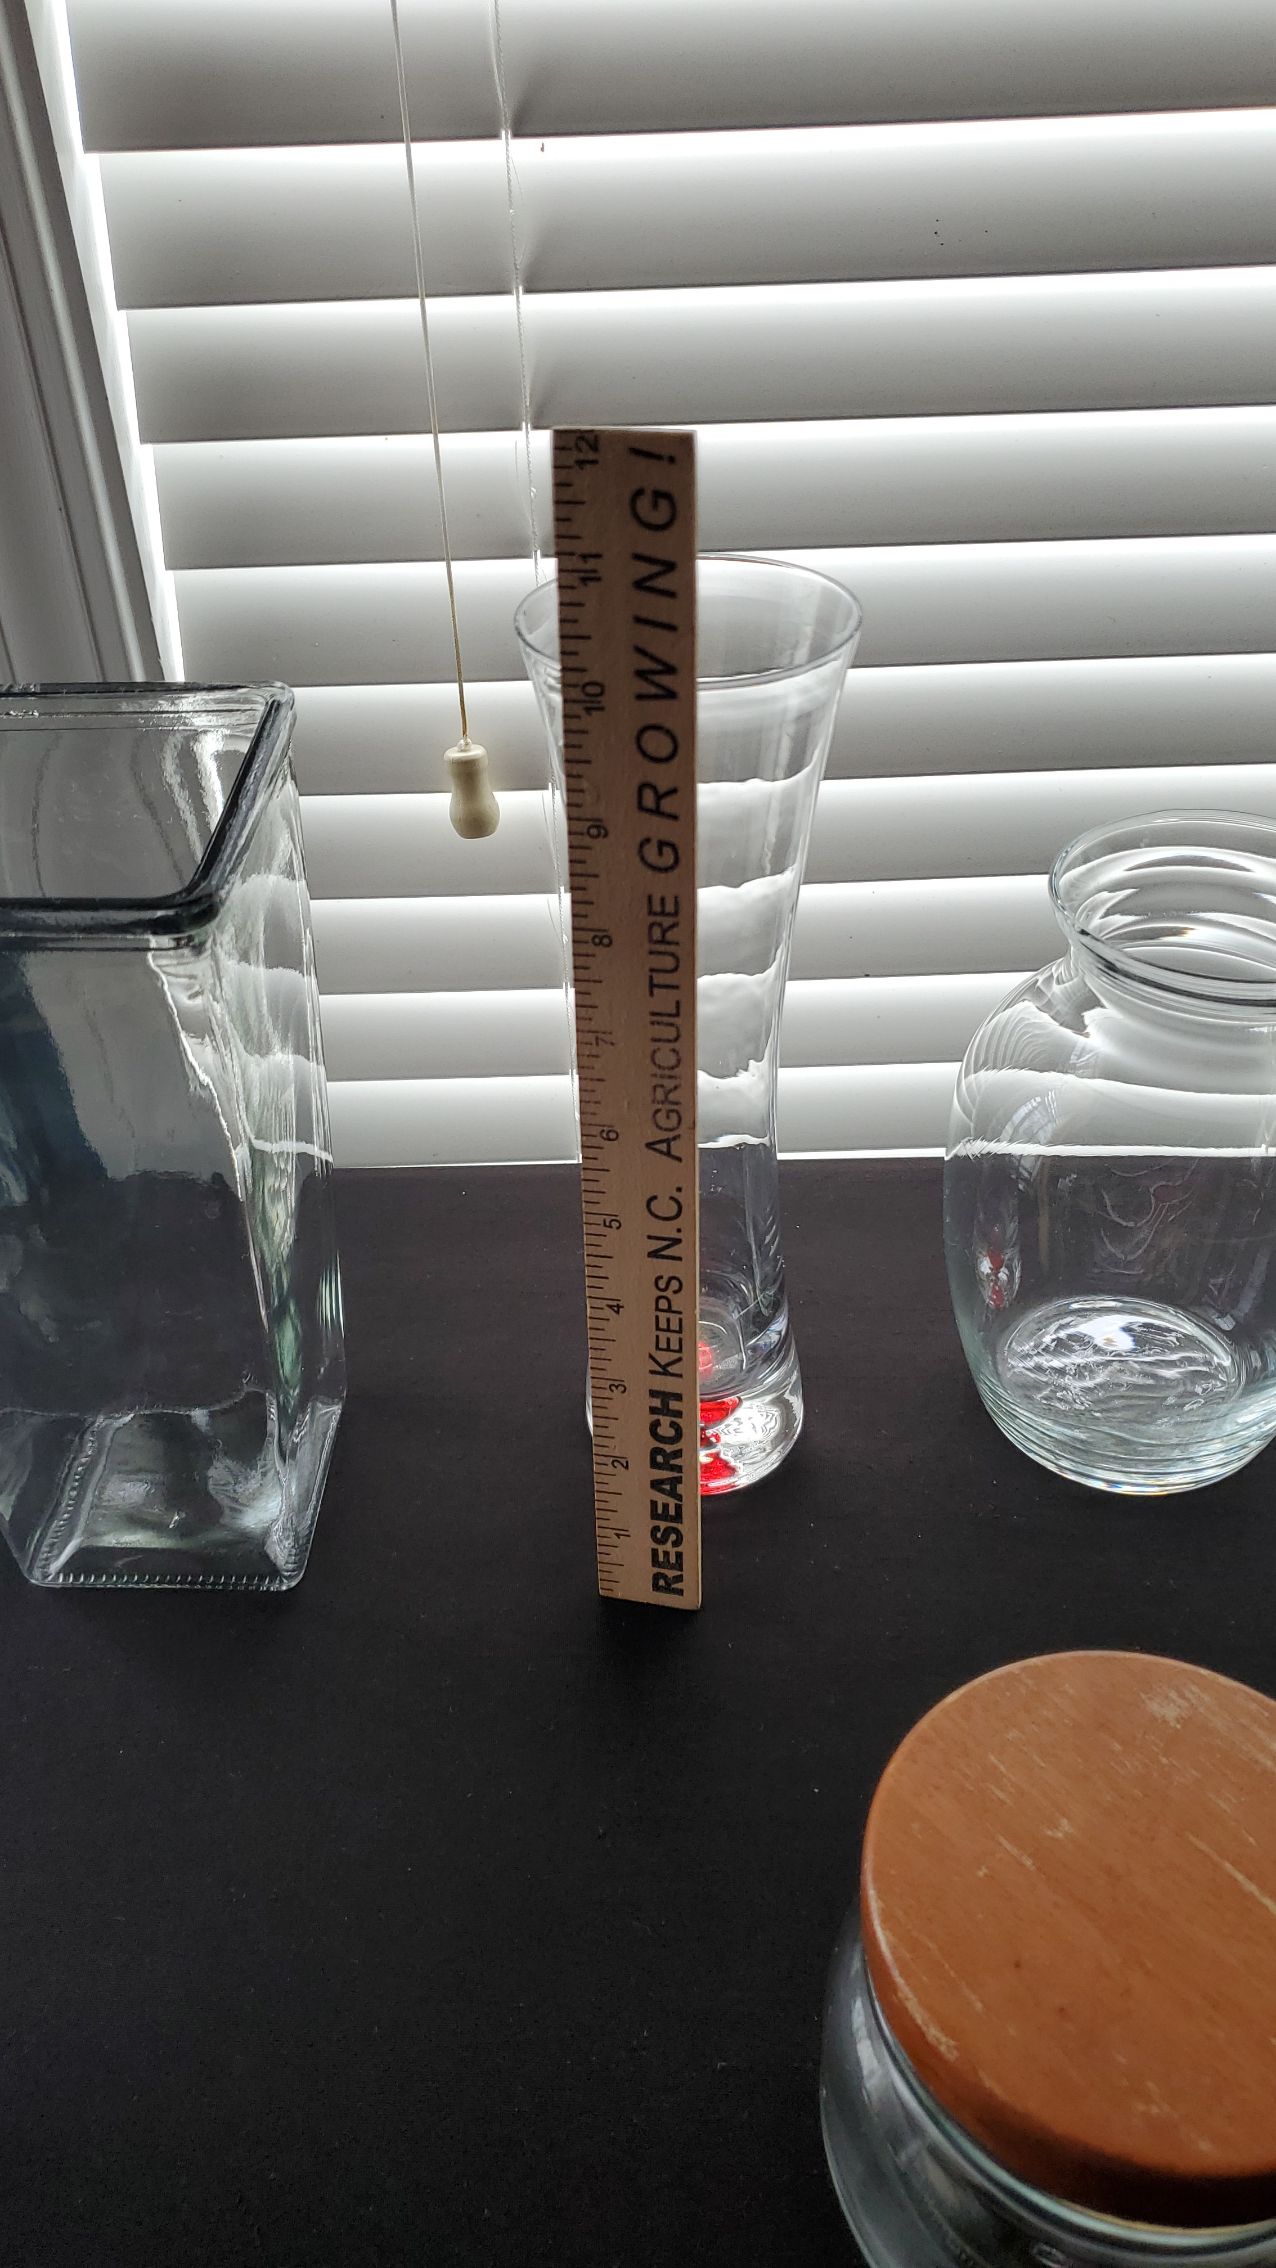 RESEARCH KEEPS N.C. AGRICULTURE GROWING!
1 2 3 4 5 6 7 8 9 10 11 12